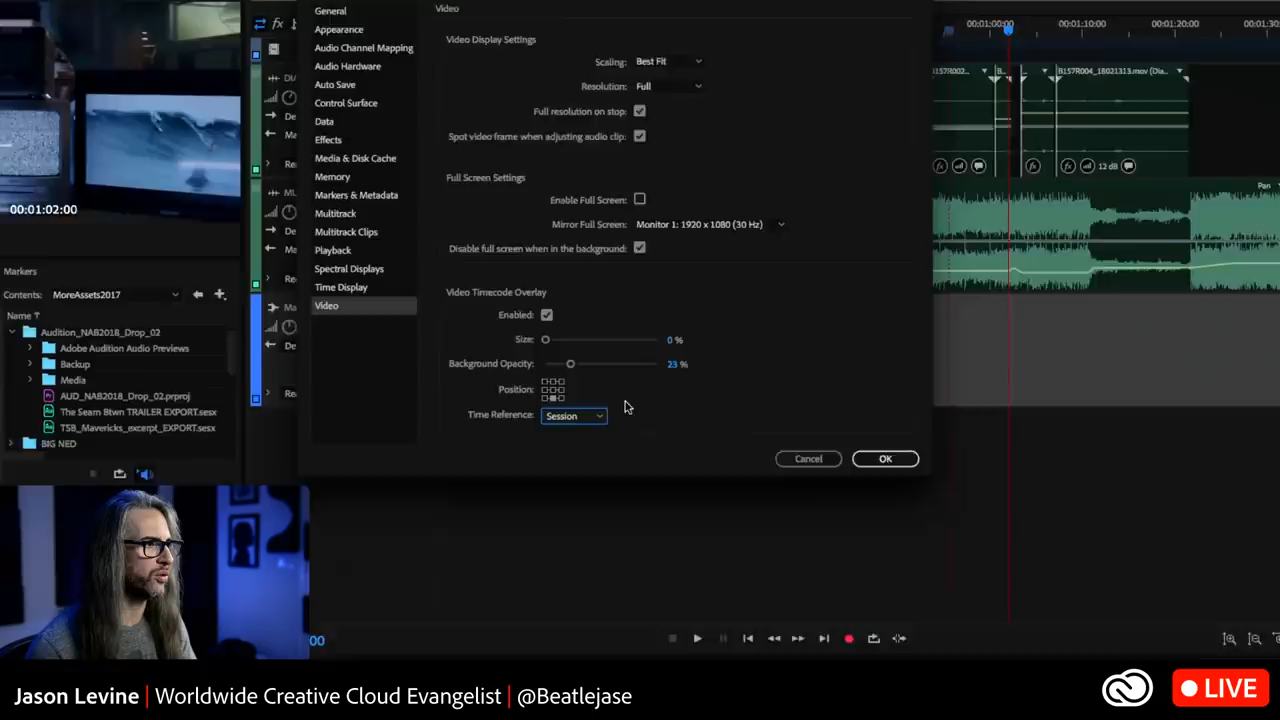 General
Appearance
Audio Channel Mapping
Audio Hardware
Auto Save
Control Surface
Data
Effects
Media & Disk Cache
Memory
Markers & Metadata
Multitrack
Multitrack Clips
Playback
Spectral Displays
Time Display
Video
Video
Video Display Settings
Scaling: Best Fit
Resolution: Full
Full resolution on stop:
Spot video frame when adjusting audio clip:
Full Screen Settings
Enable Full Screen:
Mirror Full Screen: Monitor 1: 1920 x 1080 (30 Hz)
Disable full screen when in the background:
Video Timecode Overlay
Enabled:
Size: 0 %
Background Opacity: 23 %
Position:
Time Reference: Session
Cancel OK
00:01:00:00 00:01:10:00 00:01:20:00 00:01:30:
B157R004_18021313.mov (Dia...
12 dB
Pan
fx
00:01:02:00
Markers
Contents: MoreAssets2017
Name
Audition_NAB2018_Drop_02
Adobe Audition Audio Previews
Backup
Media
AUD_NAB2018_Drop_02.prproj
The Seam Btwn TRAILER EXPORT.sesx
TSB_Mavericks_excerpt_EXPORT.sesx
BIG NED
00
Jason Levine | Worldwide Creative Cloud Evangelist | @Beatlejase
LIVE